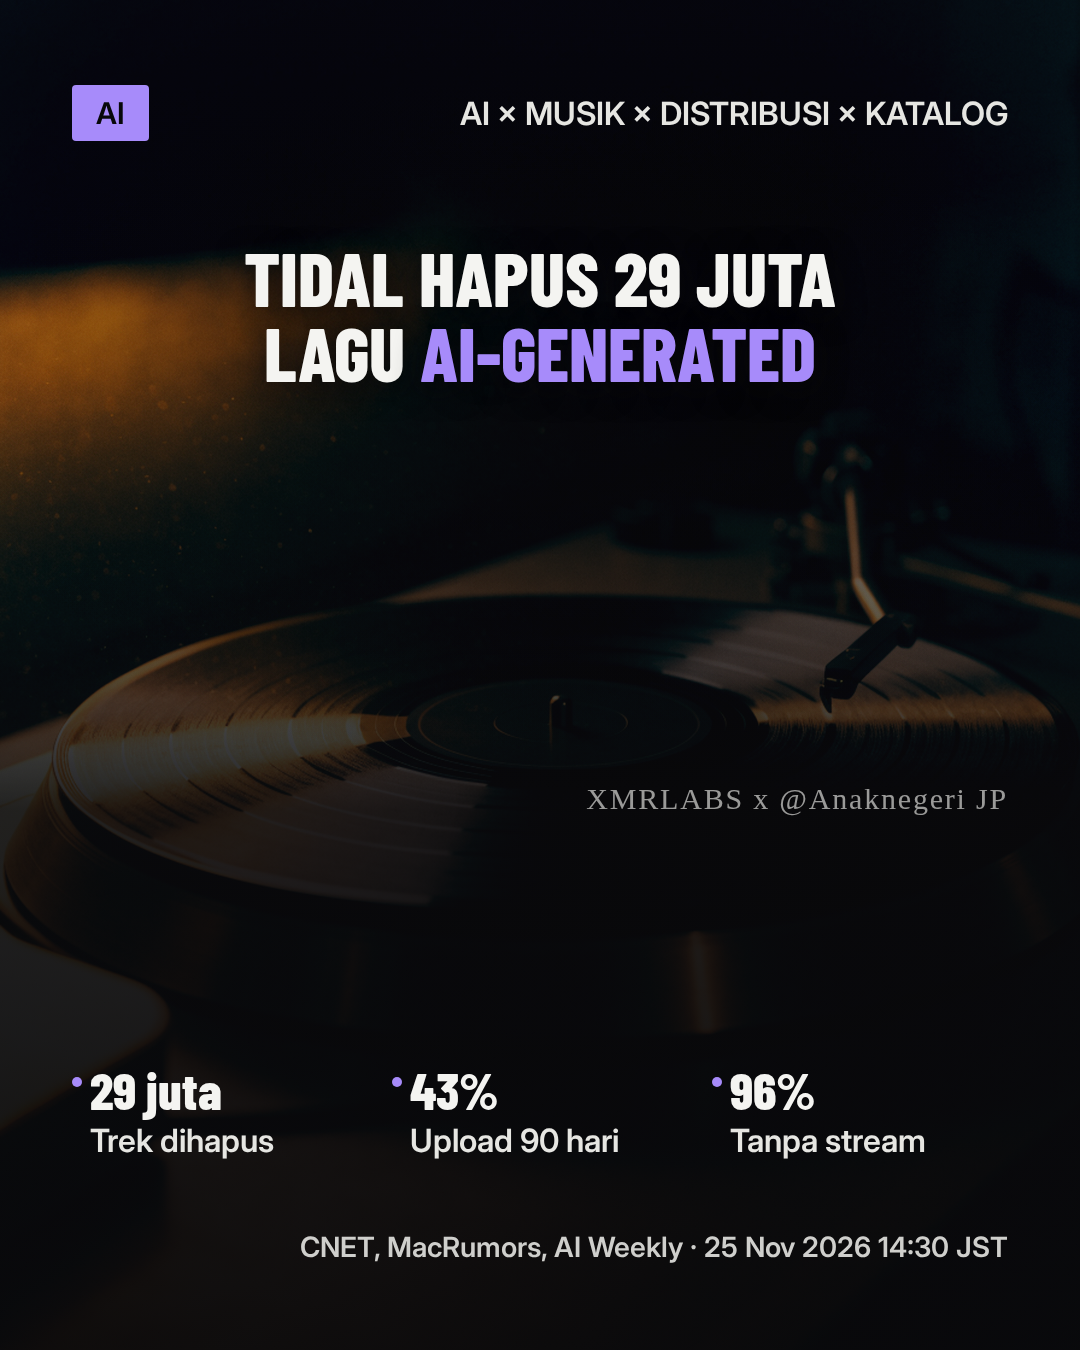 AI
AI × MUSIK × DISTRIBUSI × KATALOG
TIDAL HAPUS 29 JUTA
LAGU AI-GENERATED
XMRLABS x @Anaknegeri JP
29 juta
Trek dihapus
43%
Upload 90 hari
96%
Tanpa stream
CNET, MacRumors, AI Weekly · 25 Nov 2026 14:30 JST